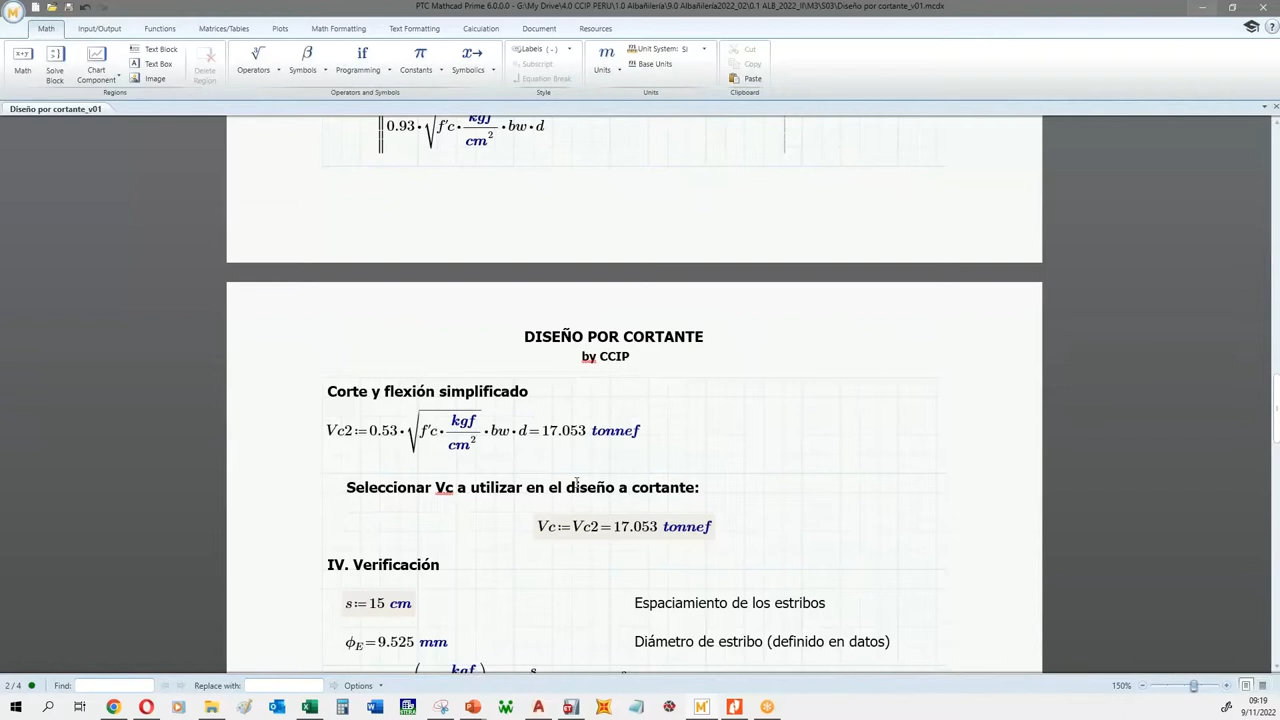 PTC Mathcad Prime 6.0.0.0 - G:\My Drive\4.0 CCIP PERU\1.0 Albañilería\9.0 Albañilería2022_02\0.1 ALB_2022_II\M3\S03\Diseño por cortante_v01.mcdx
Math Input/Output Functions Matrices/Tables Plots Math Formatting Text Formatting Calculation Document Resources
Math
Solve Block
Chart Component
Text Block
Text Box
Image
Delete Region
Operators
Symbols
Programming
Constants
Symbolics
Labels ( - )
Subscript
Equation Break
Units
Unit System: SI
Base Units
Cut
Copy
Paste
Regions Operators and Symbols Style Units Clipboard
Diseño por cortante_v01
0.93·√f'c·kgf/cm²·bw·d
DISEÑO POR CORTANTE
by CCIP
Corte y flexión simplificado
Vc2:=0.53·√f'c·kgf/cm²·bw·d=17.053 tonnef
Seleccionar Vc a utilizar en el diseño a cortante:
Vc:=Vc2=17.053 tonnef
IV. Verificación
s:=15 cm Espaciamiento de los estribos
ϕE=9.525 mm Diámetro de estribo (definido en datos)
kgf s
2/4 Find: Replace with: Options 150%
09:19
9/11/2022